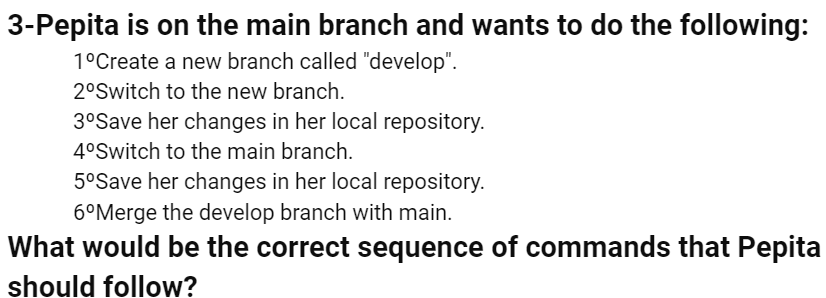 3-Pepita is on the main branch and wants to do the following:
1ºCreate a new branch called "develop".
2ºSwitch to the new branch.
3ºSave her changes in her local repository.
4ºSwitch to the main branch.
5ºSave her changes in her local repository.
6ºMerge the develop branch with main.
What would be the correct sequence of commands that Pepita
should follow?